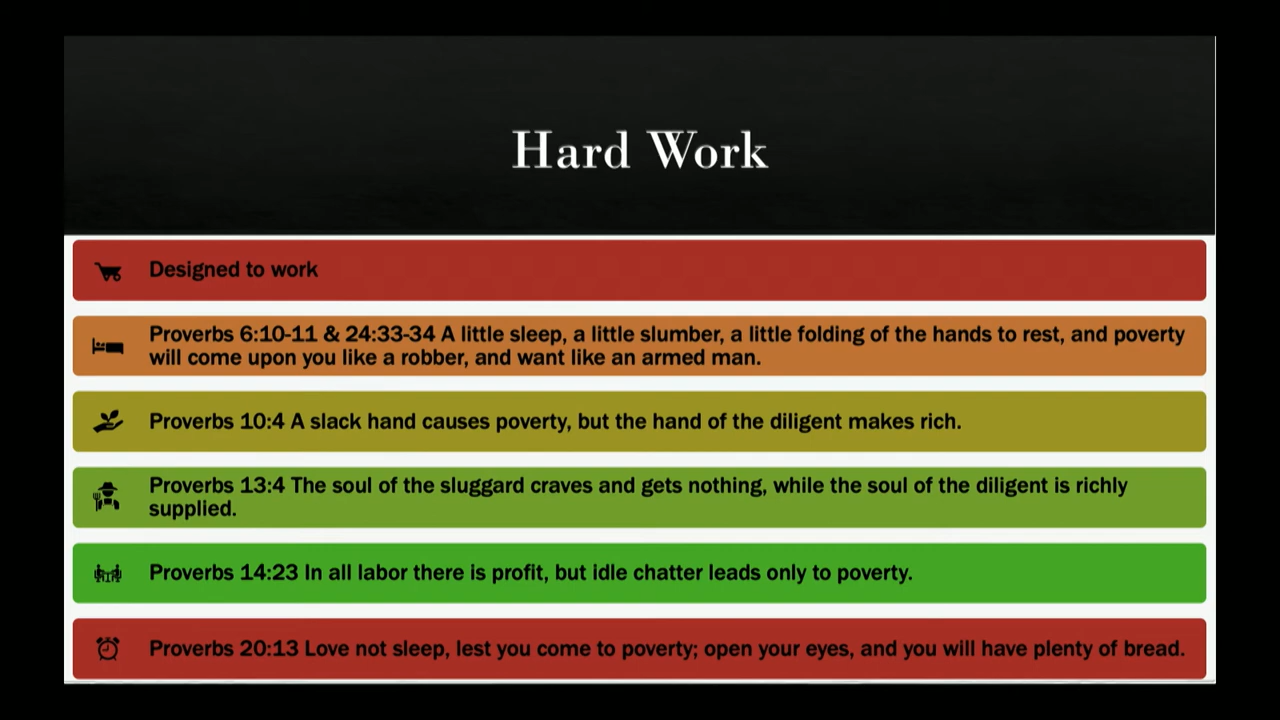 Hard Work
Designed to work
Proverbs 6:10-11 & 24:33-34 A little sleep, a little slumber, a little folding of the hands to rest, and poverty
will come upon you like a robber, and want like an armed man.
Proverbs 10:4 A slack hand causes poverty, but the hand of the diligent makes rich.
Proverbs 13:4 The soul of the sluggard craves and gets nothing, while the soul of the diligent is richly
supplied.
Proverbs 14:23 In all labor there is profit, but idle chatter leads only to poverty.
Proverbs 20:13 Love not sleep, lest you come to poverty; open your eyes, and you will have plenty of bread.